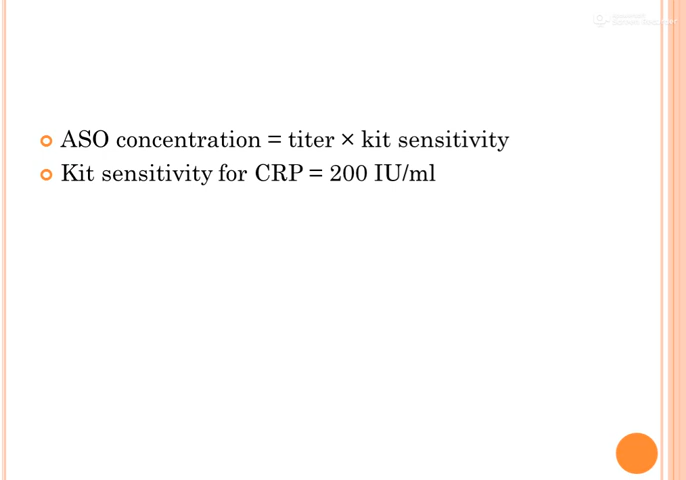 ASO concentration = titer × kit sensitivity
Kit sensitivity for CRP = 200 IU/ml